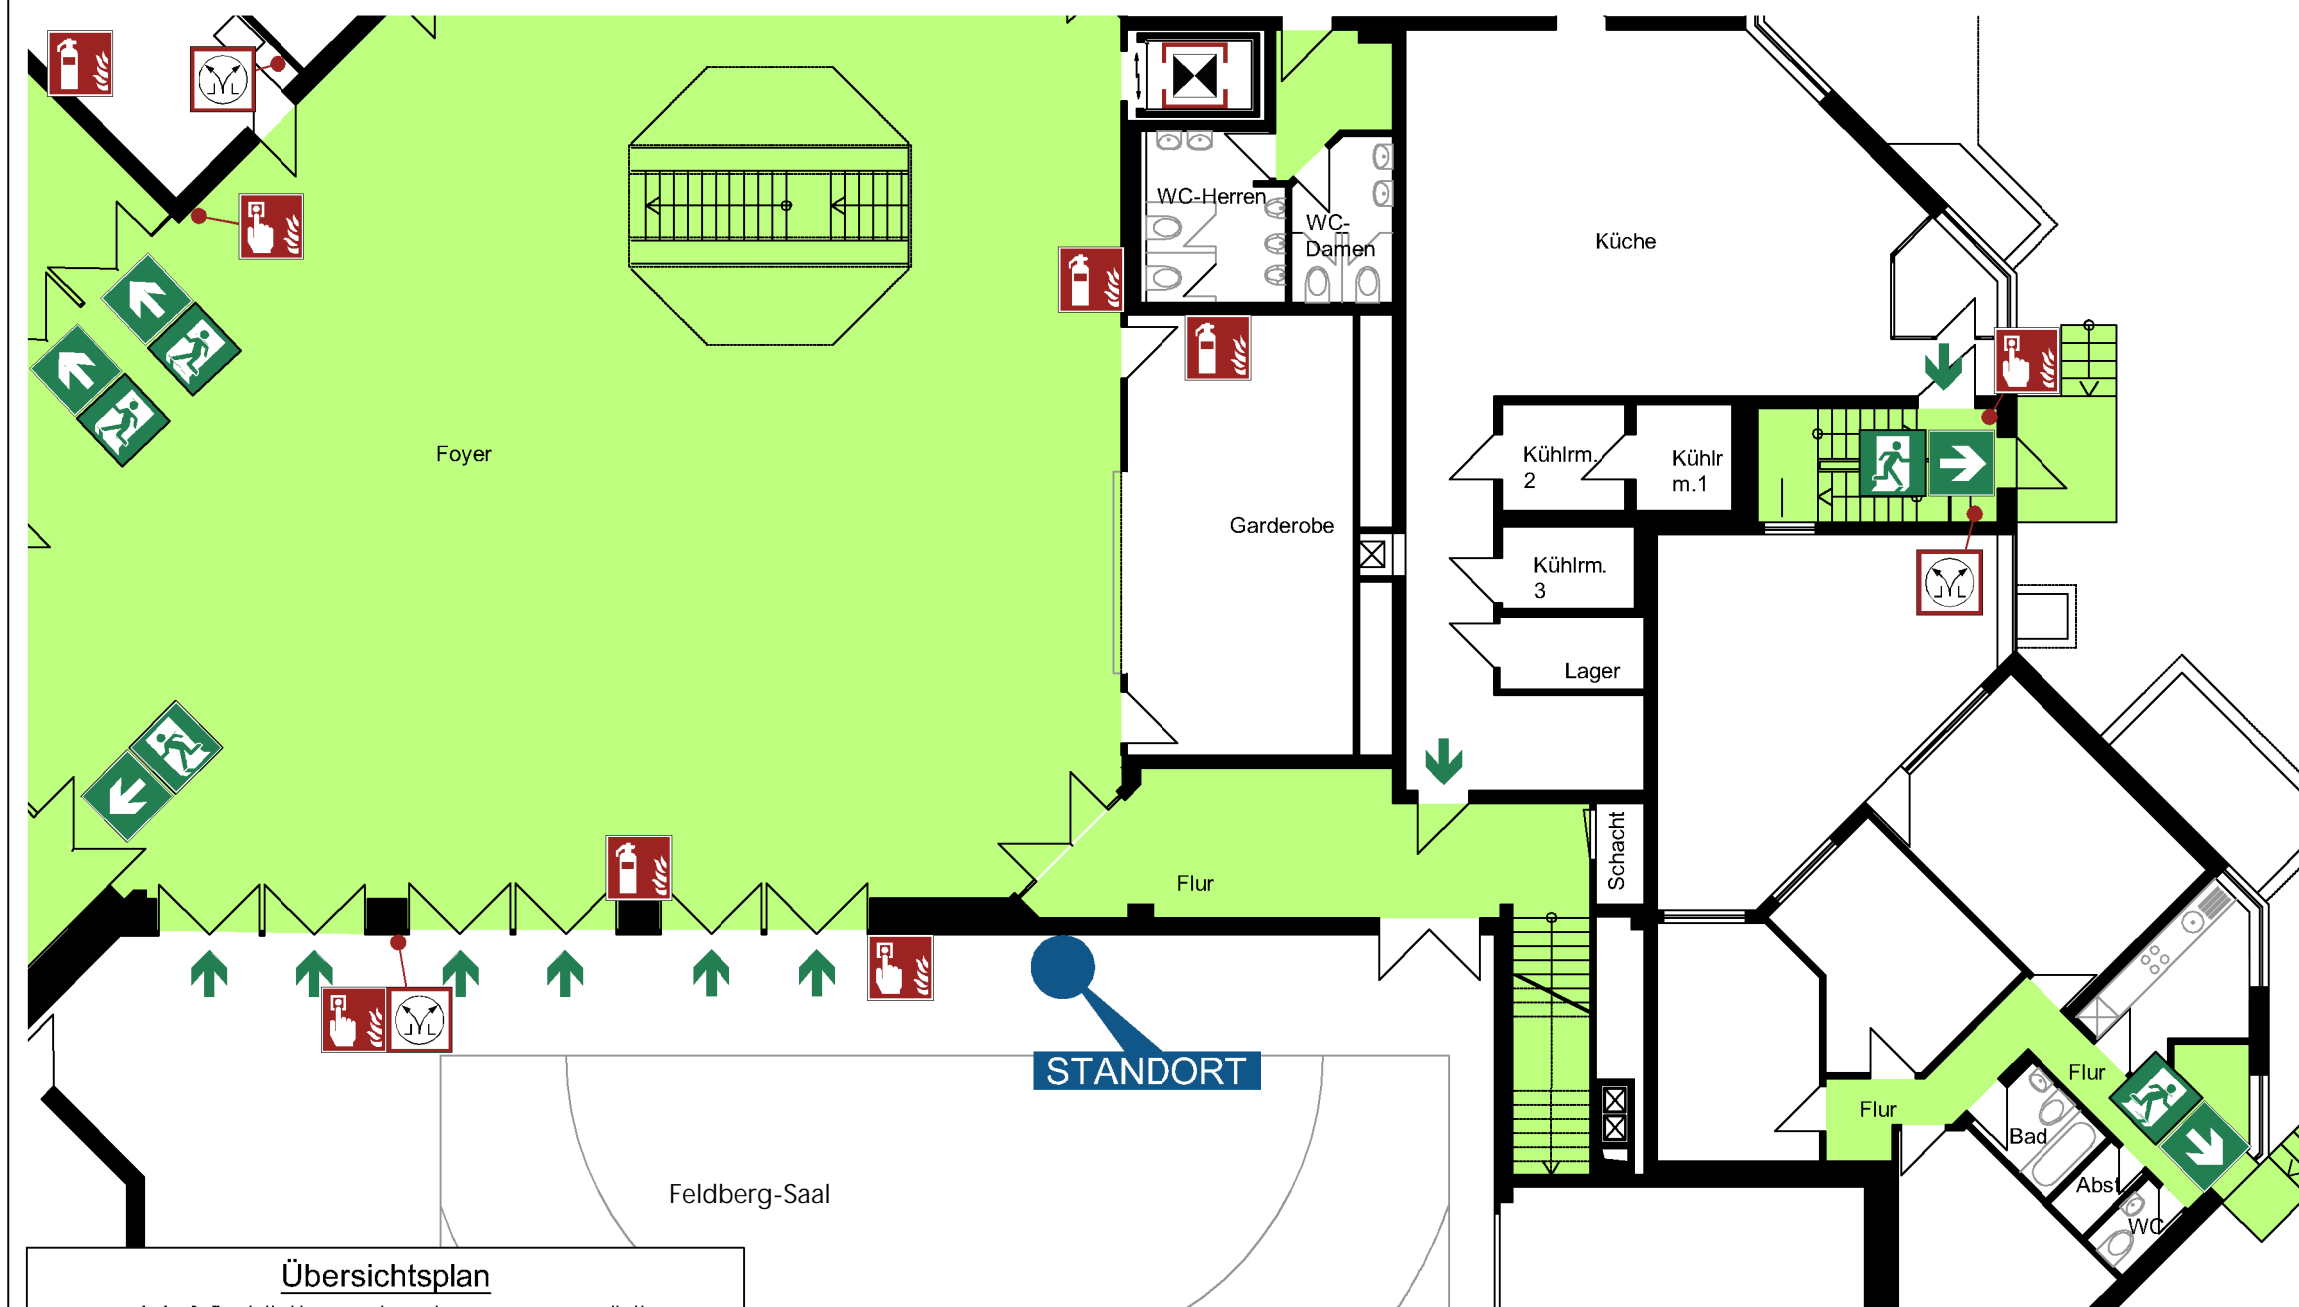 WC-Herren
WC-
Damen
Küche
Foyer
Kühlrm.
2
Kühlr
m.1
Garderobe
Kühlrm.
3
Lager
Schacht
Flur
STANDORT
Flur
Flur
Bad
Abst.
WC
Feldberg-Saal
Übersichtsplan